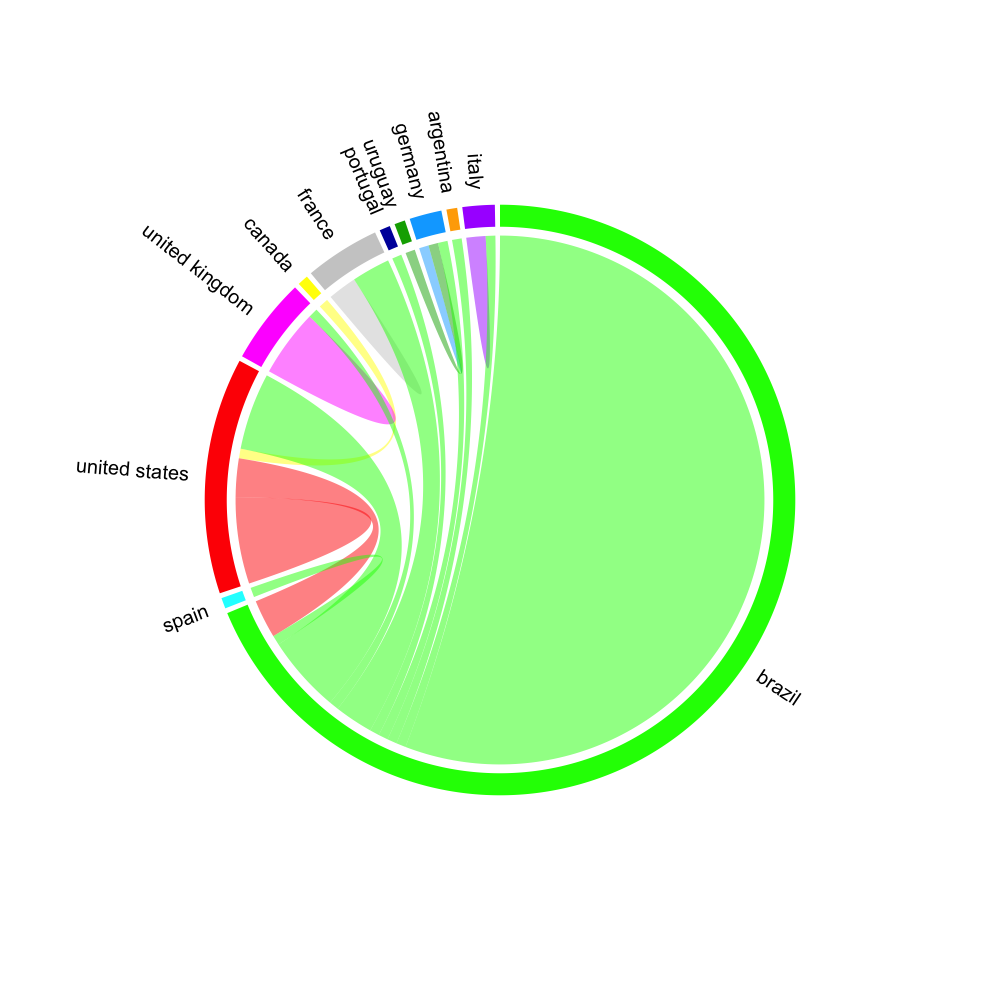 argentina
germany
italy
uruguay
portugal
france
canada
united kingdom
united states
spain
brazil